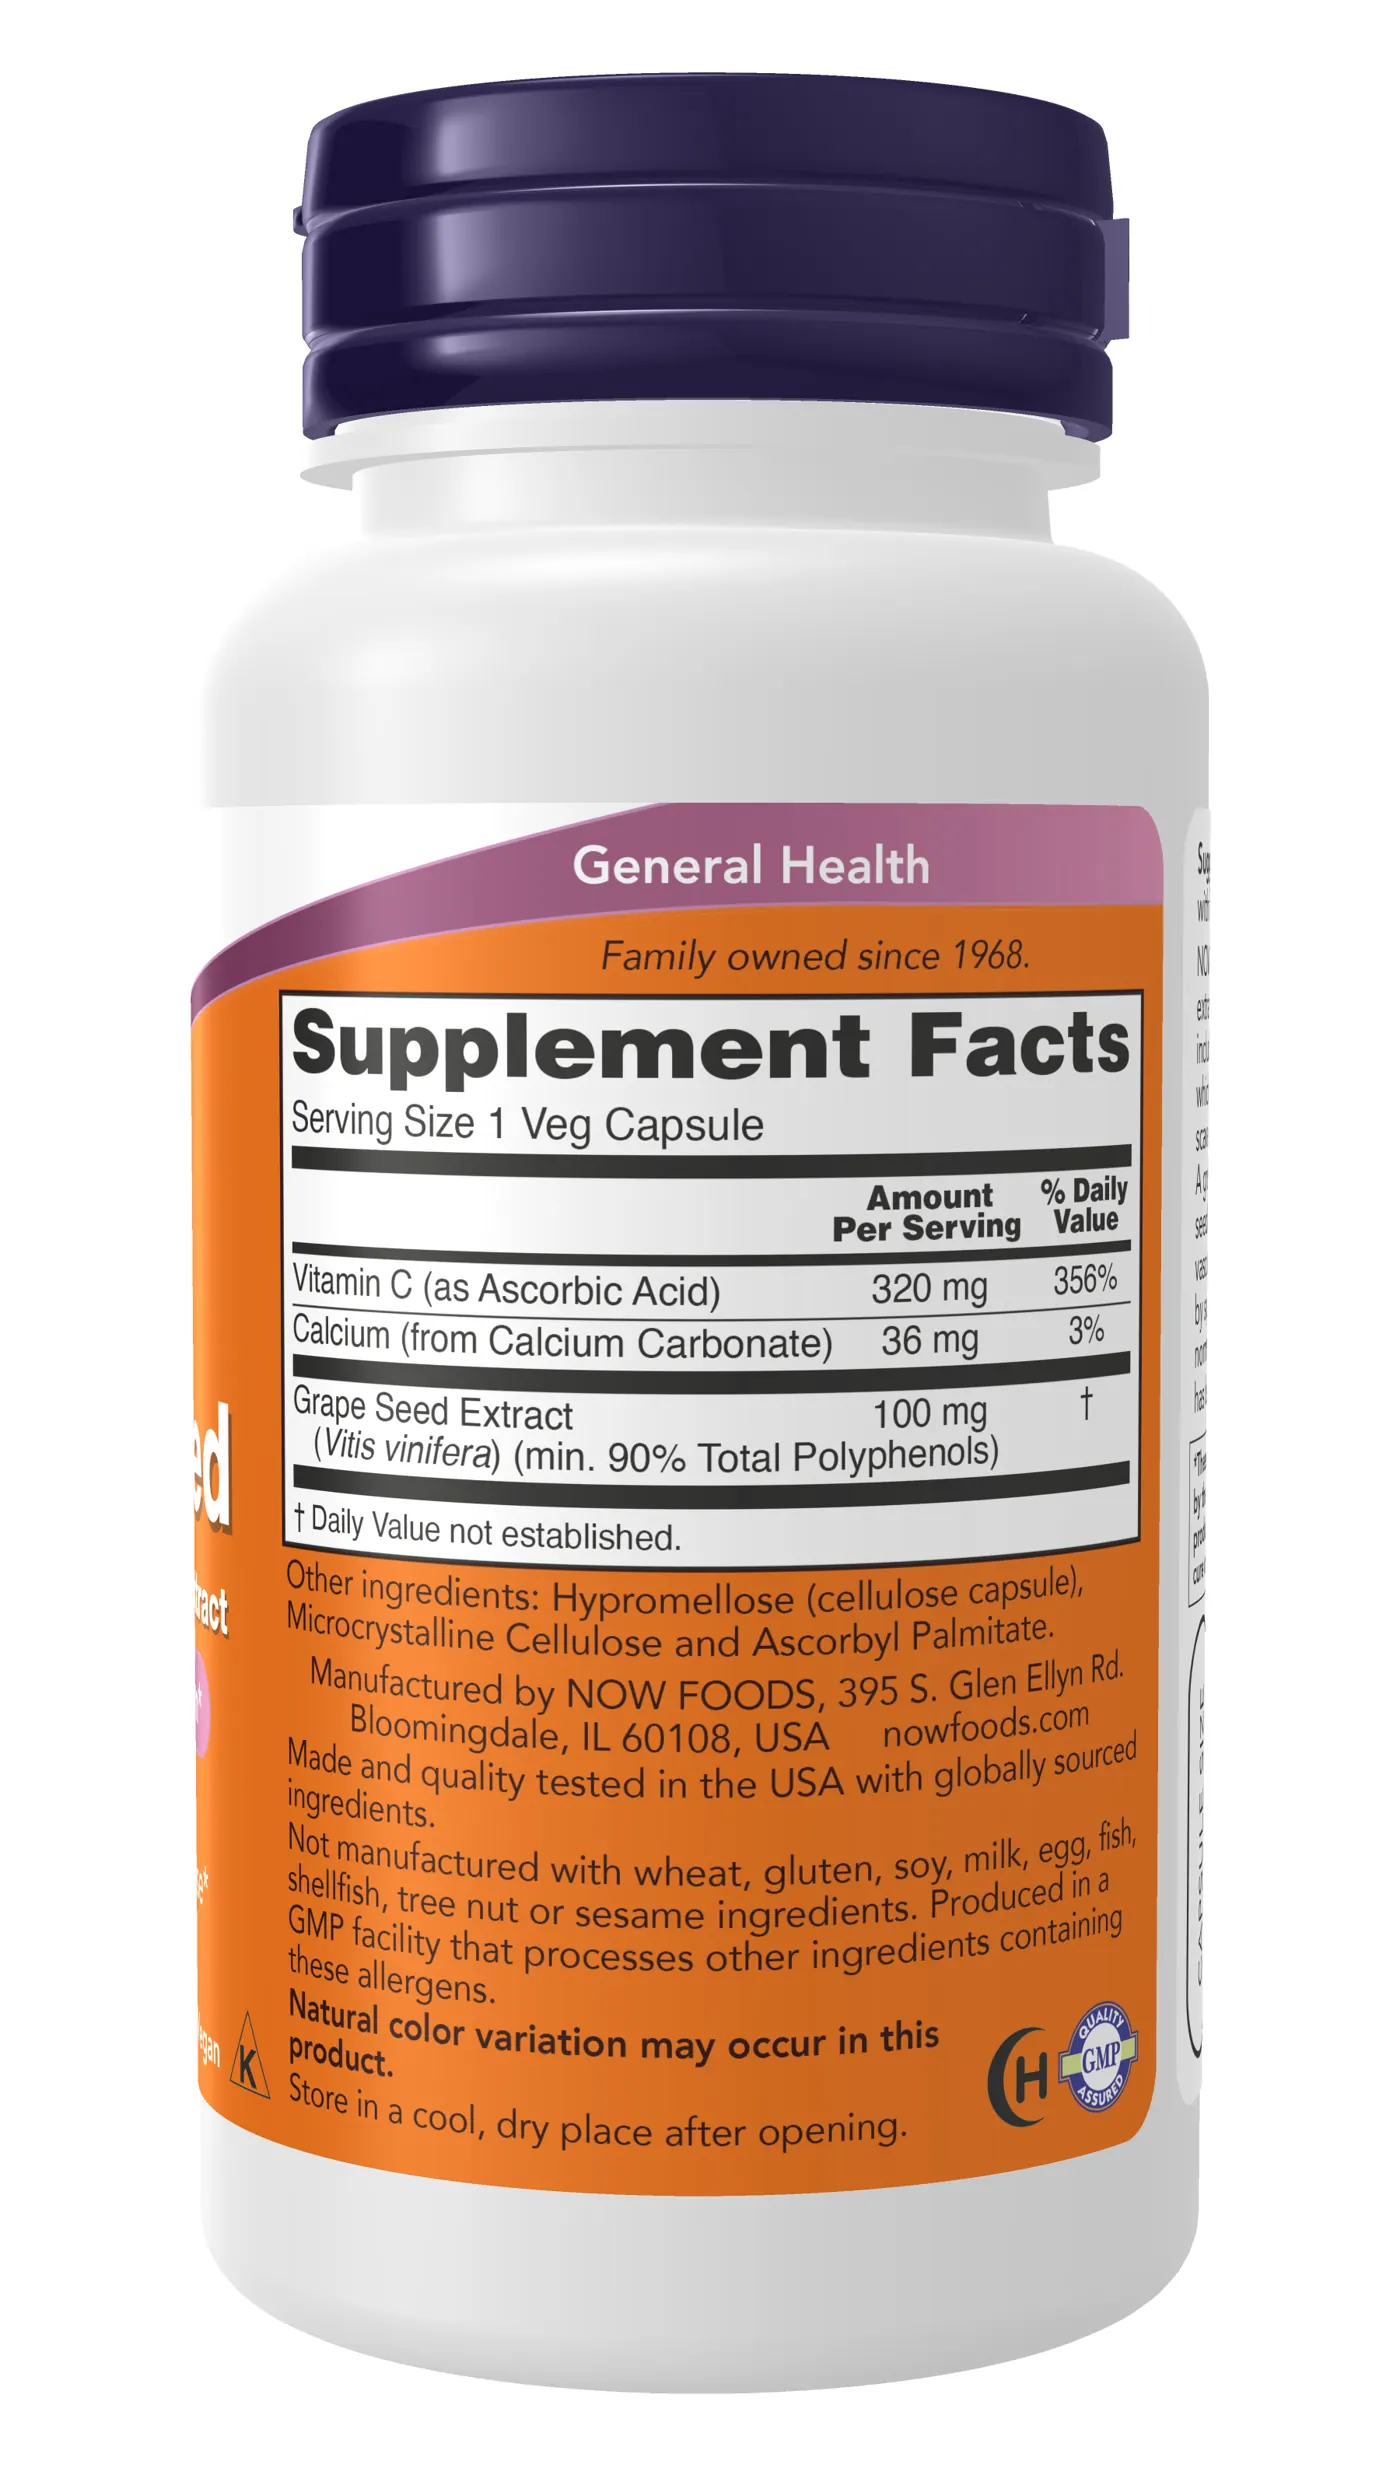 General Health
Family owned since 1968.
Supplement Facts
Serving Size 1 Veg Capsule
Amount Per Serving
% Daily Value
Vitamin C (as Ascorbic Acid) 320 mg 356%
Calcium (from Calcium Carbonate) 36 mg 3%
Grape Seed Extract 100 mg †
(Vitis vinifera) (min. 90% Total Polyphenols)
† Daily Value not established.
Other ingredients: Hypromellose (cellulose capsule),
Microcrystalline Cellulose and Ascorbyl Palmitate.
Manufactured by NOW FOODS, 395 S. Glen Ellyn Rd.
Bloomingdale, IL 60108, USA nowfoods.com
Made and quality tested in the USA with globally sourced
ingredients.
Not manufactured with wheat, gluten, soy, milk, egg, fish,
shellfish, tree nut or sesame ingredients. Produced in a
GMP facility that processes other ingredients containing
these allergens.
Natural color variation may occur in this
product.
Store in a cool, dry place after opening.
K
CH
QUALITY
GMP
ASSURED
CAPSULE SIZE